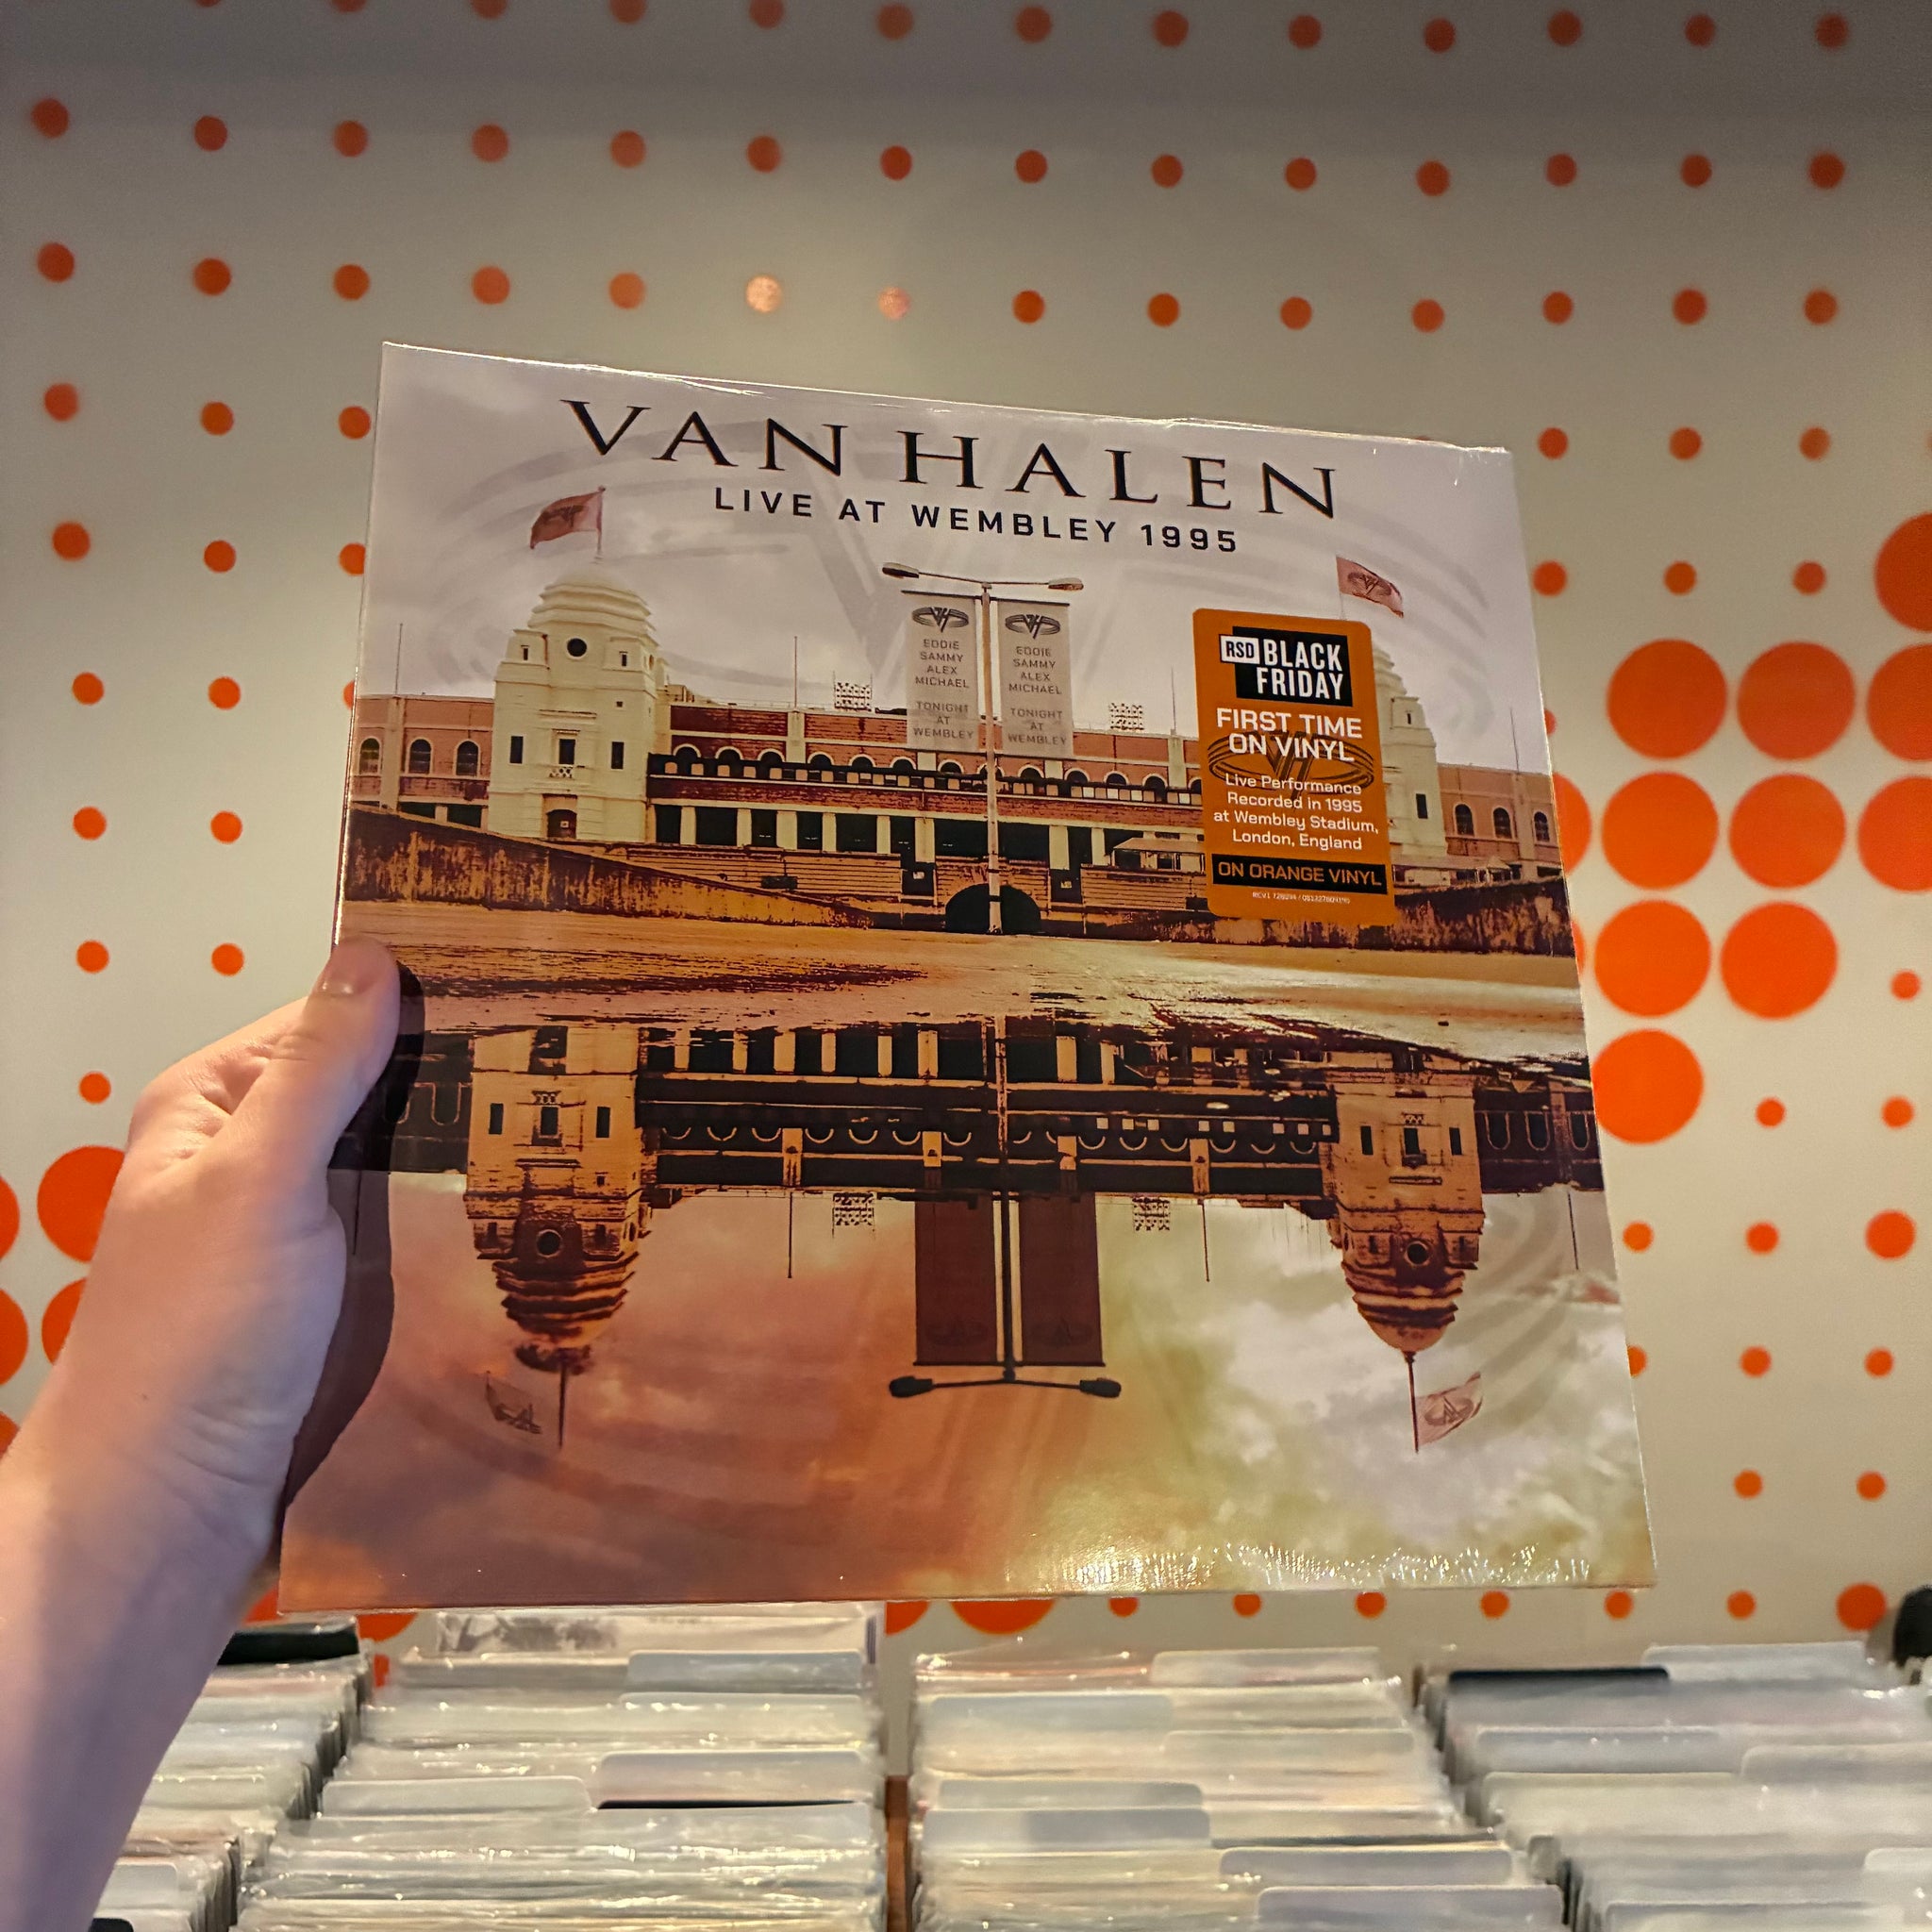 VAN HALEN
LIVE AT WEMBLEY 1995
EDDIE
SAMMY
ALEX
MICHAEL
TONIGHT
AT
WEMBLEY
EDDIE
SAMMY
ALEX
MICHAEL
TONIGHT
AT
WEMBLEY
RSD BLACK
FRIDAY
FIRST TIME
ON VINYL
Live Performance
Recorded in 1995
at Wembley Stadium,
London, England
ON ORANGE VINYL